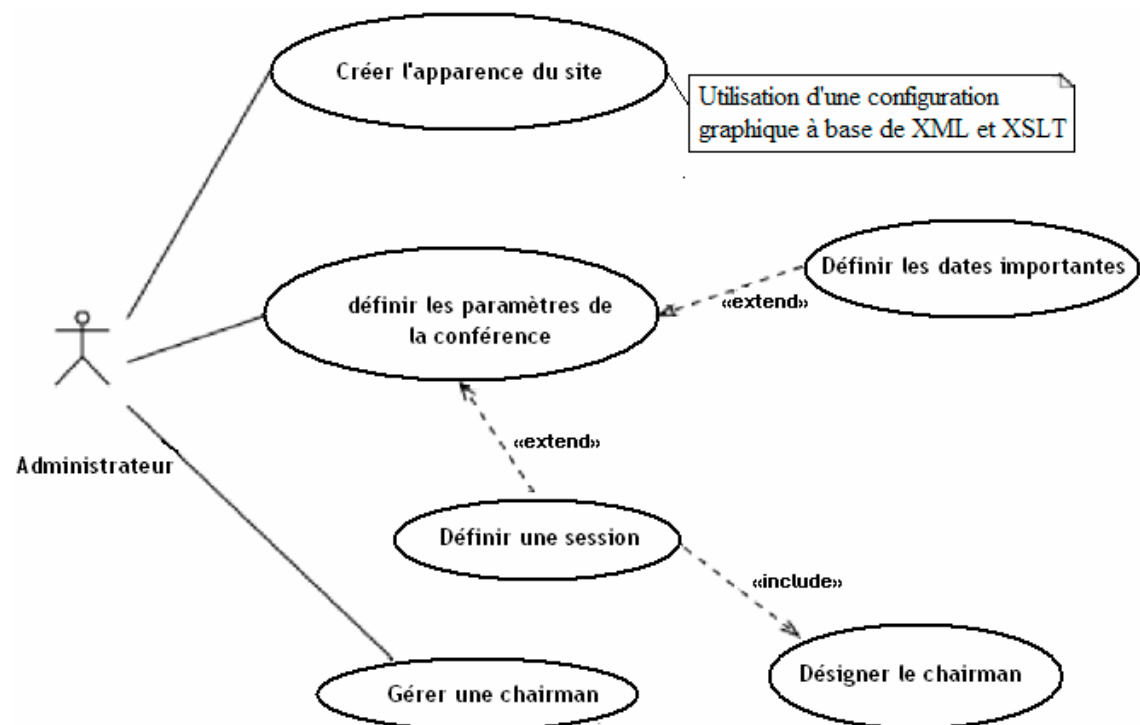 Créer l'apparence du site
Utilisation d'une configuration
graphique à base de XML et XSLT
Définir les dates importantes
«extend»
définir les paramètres de
la conférence
«extend»
Administrateur
Définir une session
«include»
Désigner le chairman
Gérer une chairman